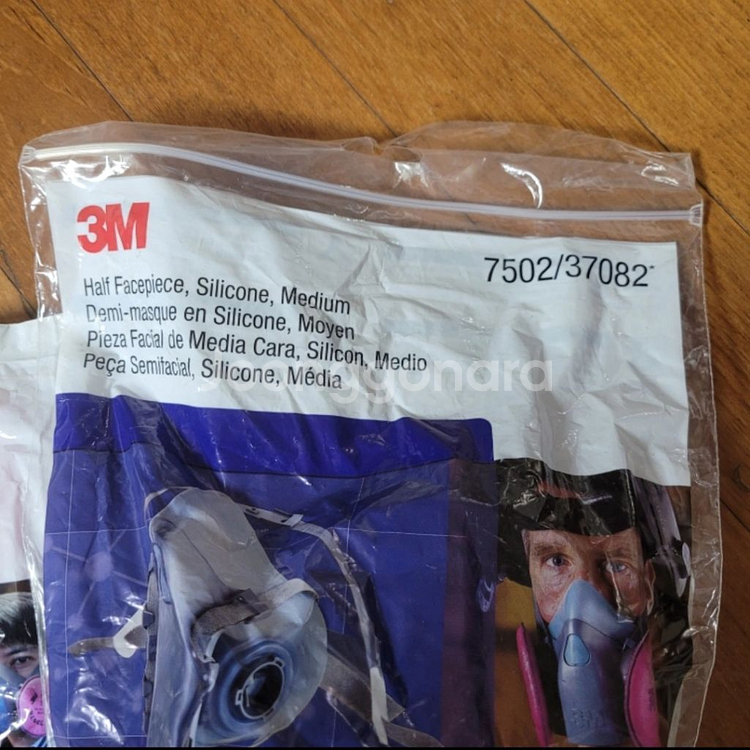 3M
7502/37082*
Half Facepiece, Silicone, Medium
Demi-masque en Silicone, Moyen
Pieza Facial de Media Cara, Silicon, Medio
Peça Semifacial, Silicone, Média
3M